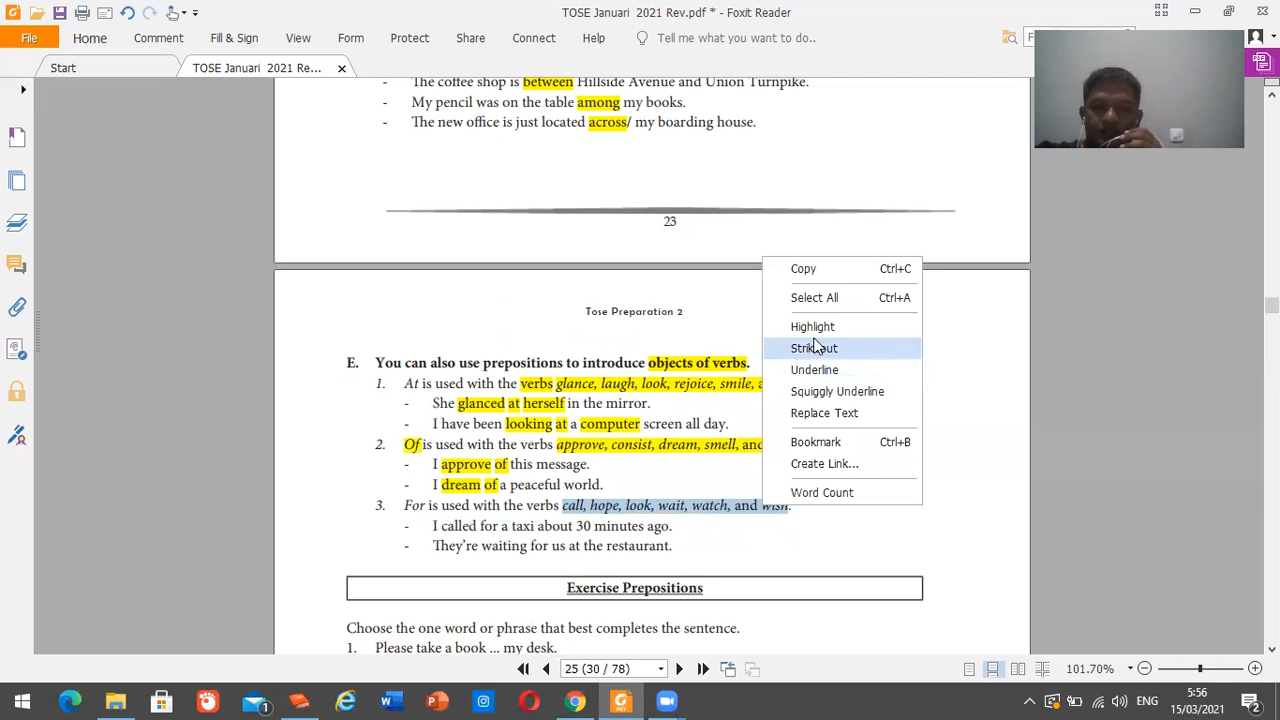 TOSE Januari 2021 Rev.pdf * - Foxit Reader
File Home Comment Fill & Sign View Form Protect Share Connect Help Tell me what you want to do...
Start TOSE Januari 2021 Re...
- The coffee shop is between Hillside Avenue and Union Turnpike.
- My pencil was on the table among my books.
- The new office is just located across/ my boarding house.
23
Tose Preparation 2
E. You can also use prepositions to introduce objects of verbs.
1. At is used with the verbs glance, laugh, look, rejoice, smile,
- She glanced at herself in the mirror.
- I have been looking at a computer screen all day.
2. Of is used with the verbs approve, consist, dream, smell, and
- I approve of this message.
- I dream of a peaceful world.
3. For is used with the verbs call, hope, look, wait, watch, and wish.
- I called for a taxi about 30 minutes ago.
- They're waiting for us at the restaurant.
Exercise Prepositions
Choose the one word or phrase that best completes the sentence.
1. Please take a book ... my desk.
Copy Ctrl+C
Select All Ctrl+A
Highlight
Strikeout
Underline
Squiggly Underline
Replace Text
Bookmark Ctrl+B
Create Link...
Word Count
25 (30 / 78)
101.70%
1
ENG
5:56
15/03/2021
2